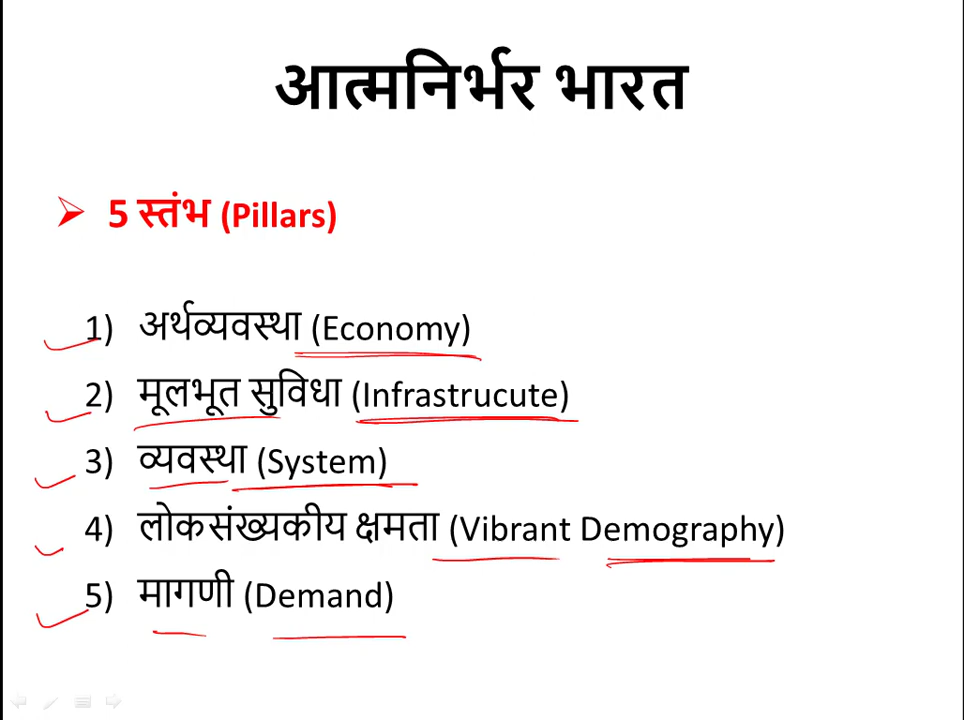 आत्मनिर्भर भारत
➢ 5 स्तंभ (Pillars)
1) अर्थव्यवस्था (Economy)
2) मूलभूत सुविधा (Infrastrucute)
3) व्यवस्था (System)
4) लोकसंख्यकीय क्षमता (Vibrant Demography)
5) मागणी (Demand)